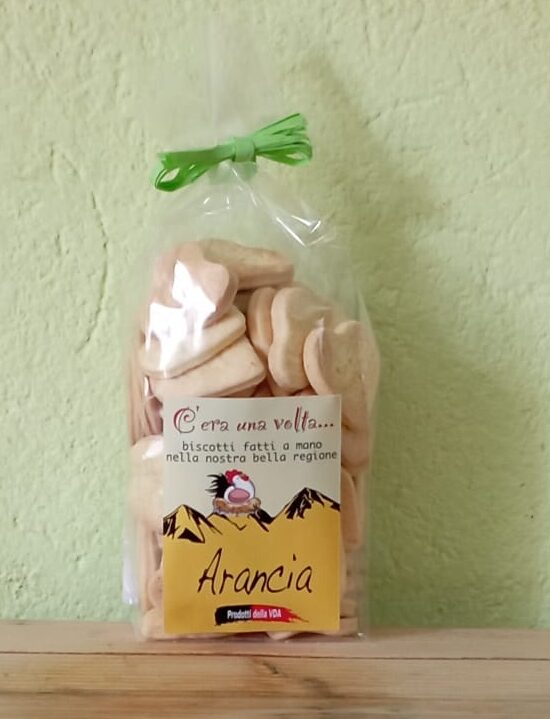 C'era una volta...
biscotti fatti a mano
nella nostra bella regione
Arancia
Prodotti della VDA